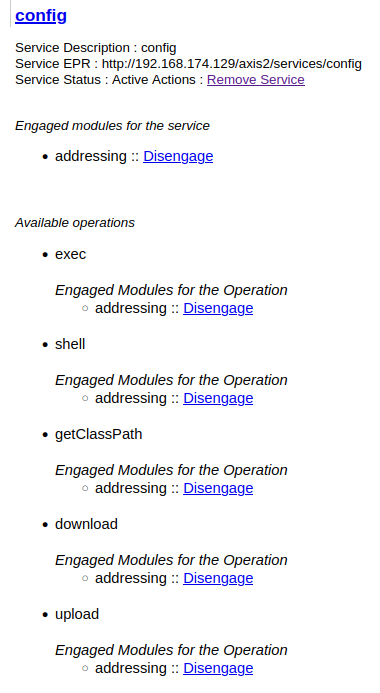 config
Service Description : config
Service EPR : http://192.168.174.129/axis2/services/config
Service Status : Active Actions : Remove Service
Engaged modules for the service
• addressing :: Disengage
Available operations
• exec
Engaged Modules for the Operation
○ addressing :: Disengage
• shell
Engaged Modules for the Operation
○ addressing :: Disengage
• getClassPath
Engaged Modules for the Operation
○ addressing :: Disengage
• download
Engaged Modules for the Operation
○ addressing :: Disengage
• upload
Engaged Modules for the Operation
○ addressing :: Disengage